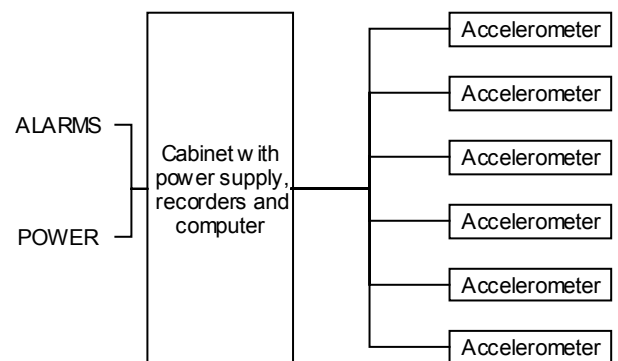 ALARMS
POWER
Cabinet with
power supply,
recorders and
computer
Accelerometer
Accelerometer
Accelerometer
Accelerometer
Accelerometer
Accelerometer